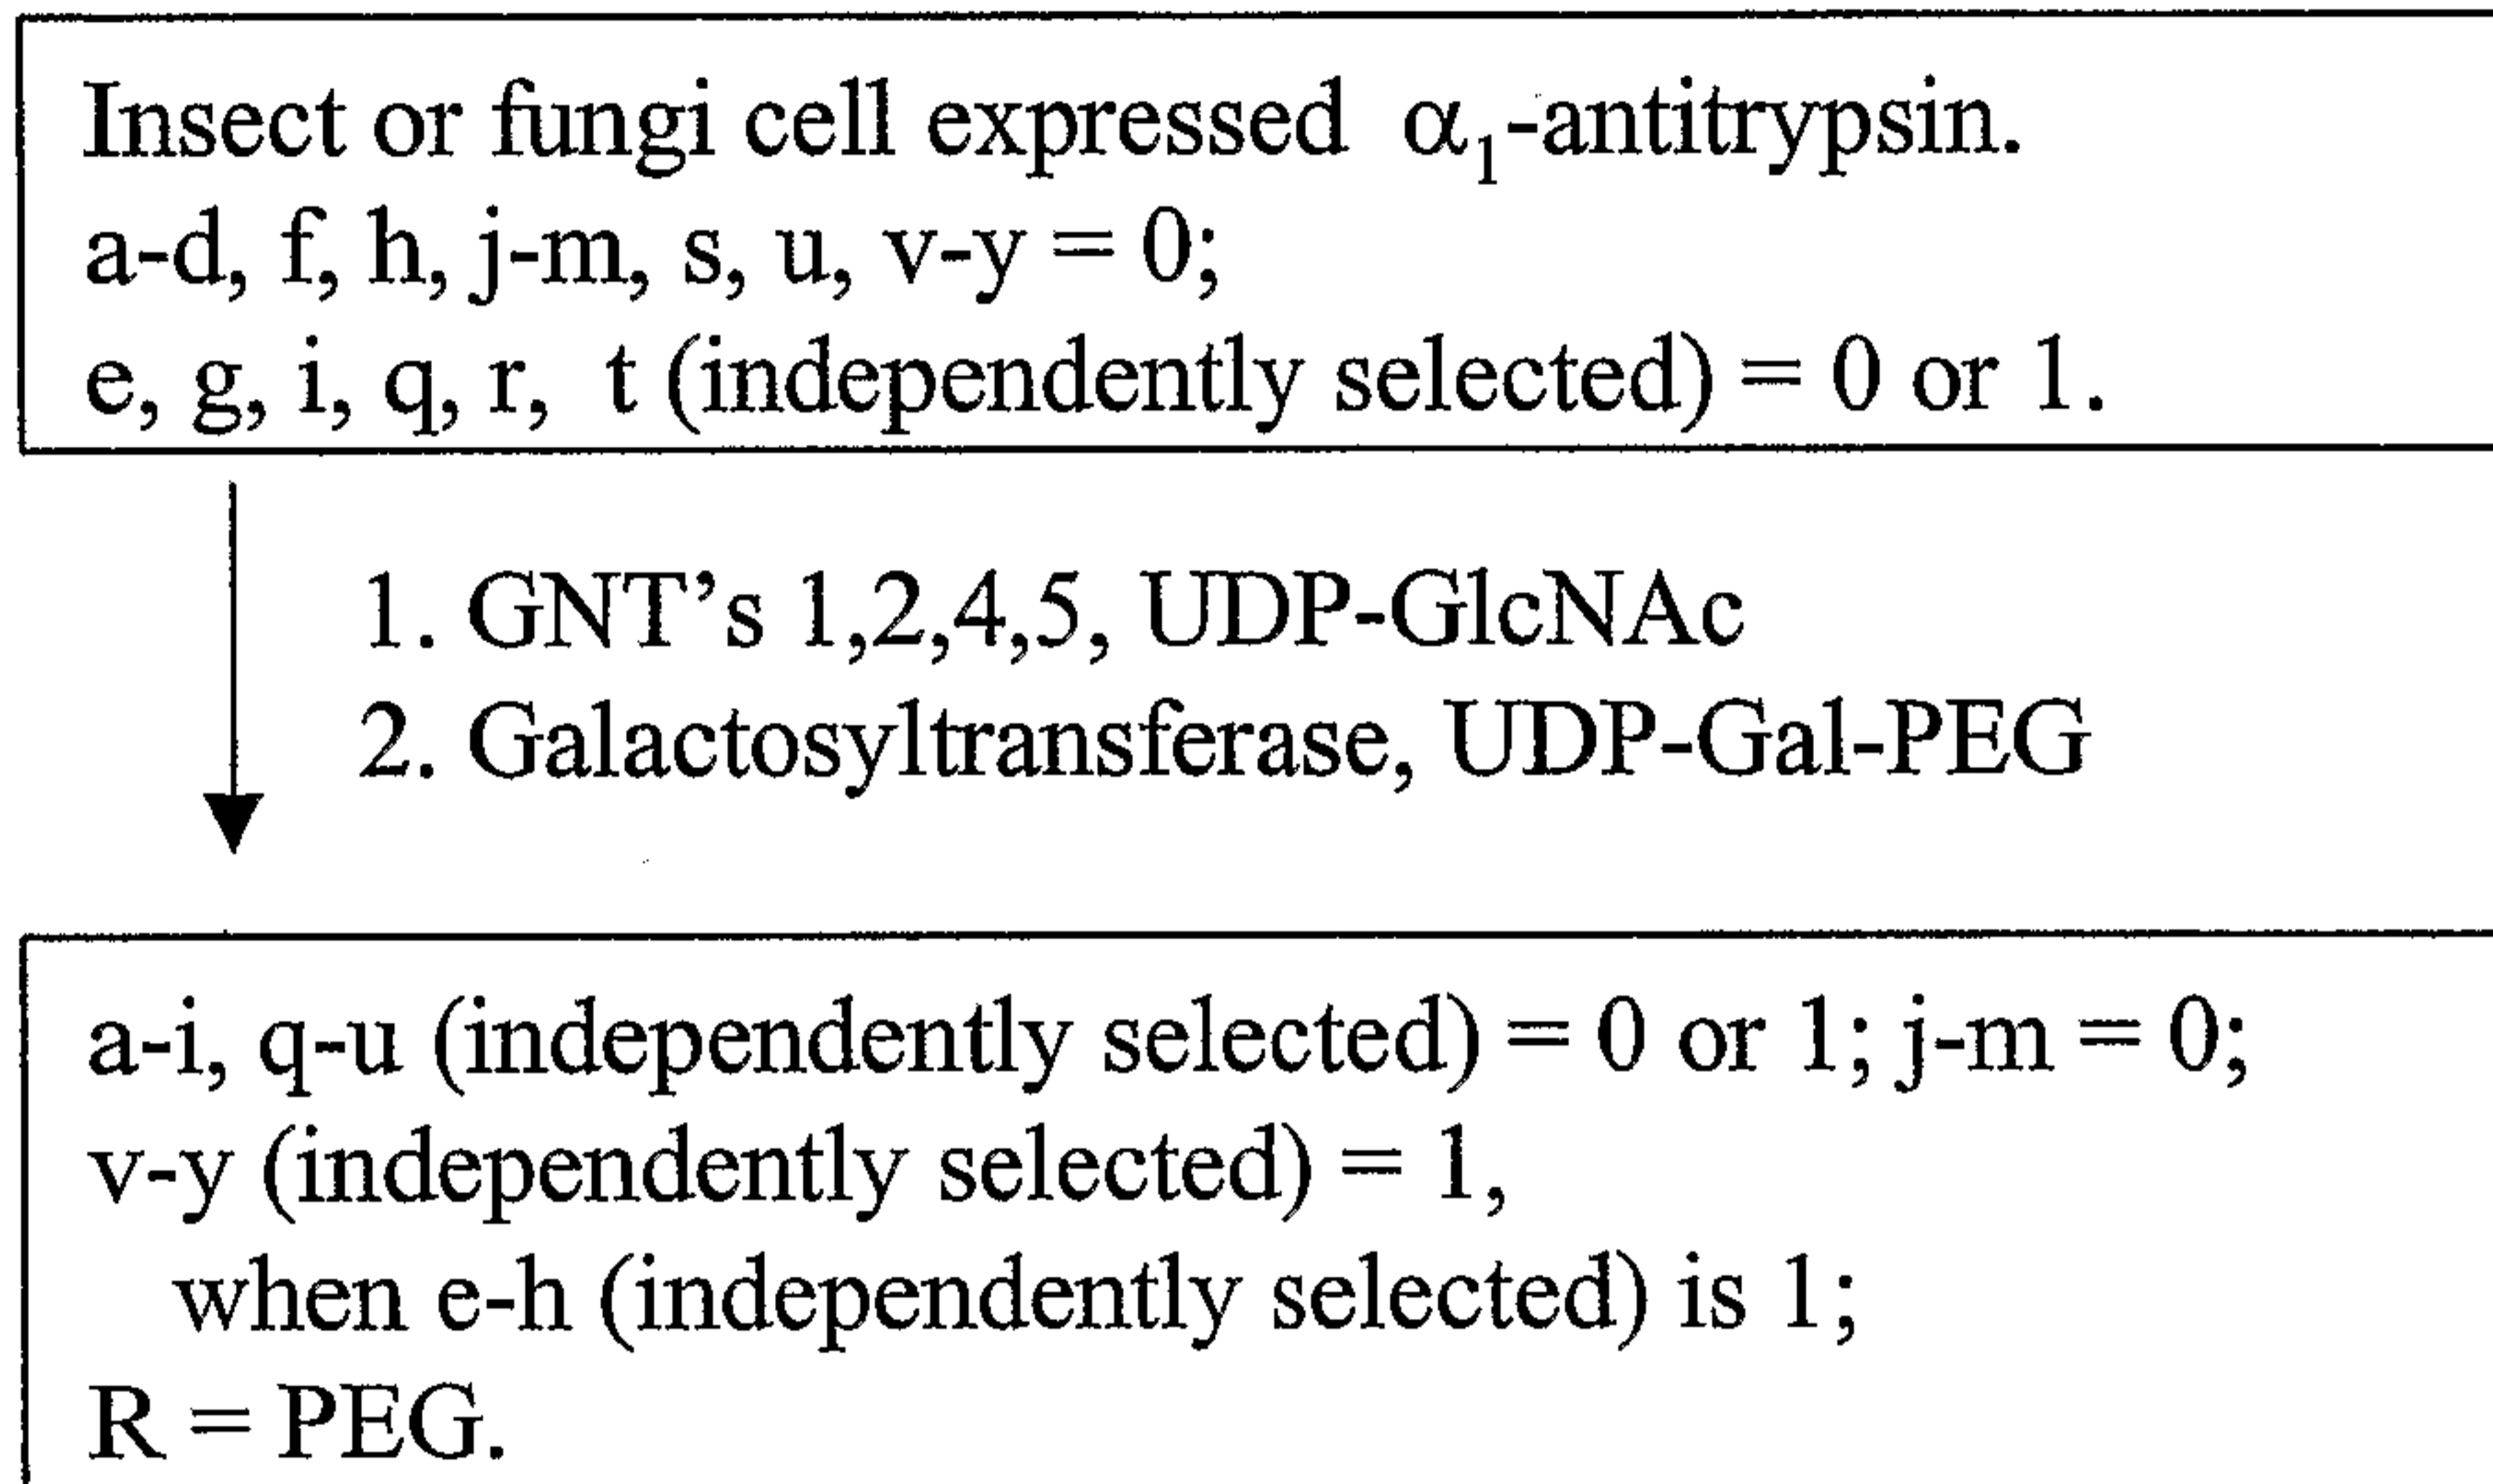 Insect or fungi cell expressed α₁-antitrypsin.
a-d, f, h, j-m, s, u, v-y = 0;
e, g, i, q, r, t (independently selected) = 0 or 1.
1. GNT’s 1,2,4,5, UDP-GlcNAc
2. Galactosyltransferase, UDP-Gal-PEG
a-i, q-u (independently selected) = 0 or 1; j-m = 0;
v-y (independently selected) = 1,
when e-h (independently selected) is 1;
R = PEG.